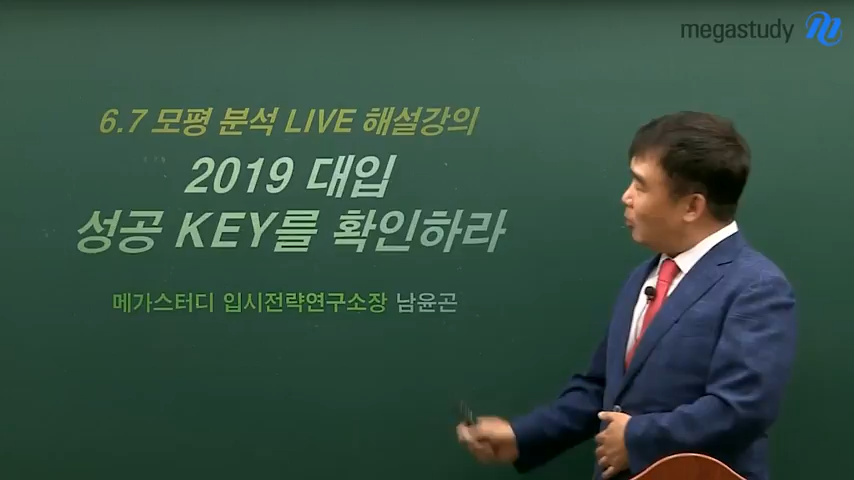 megastudy
6.7 모평 분석 LIVE 해설강의
2019 대입
성공 KEY를 확인하라
메가스터디 입시전략연구소장 남윤곤